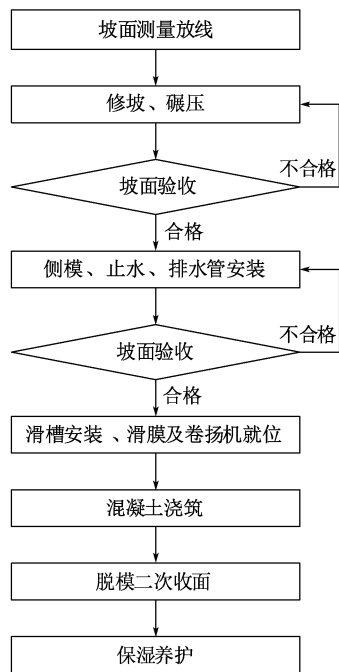 坡面测量放线
修坡、碾压
不合格
坡面验收
合格
侧模、止水、排水管安装
不合格
坡面验收
合格
滑槽安装、滑膜及卷扬机就位
混凝土浇筑
脱模二次收面
保湿养护